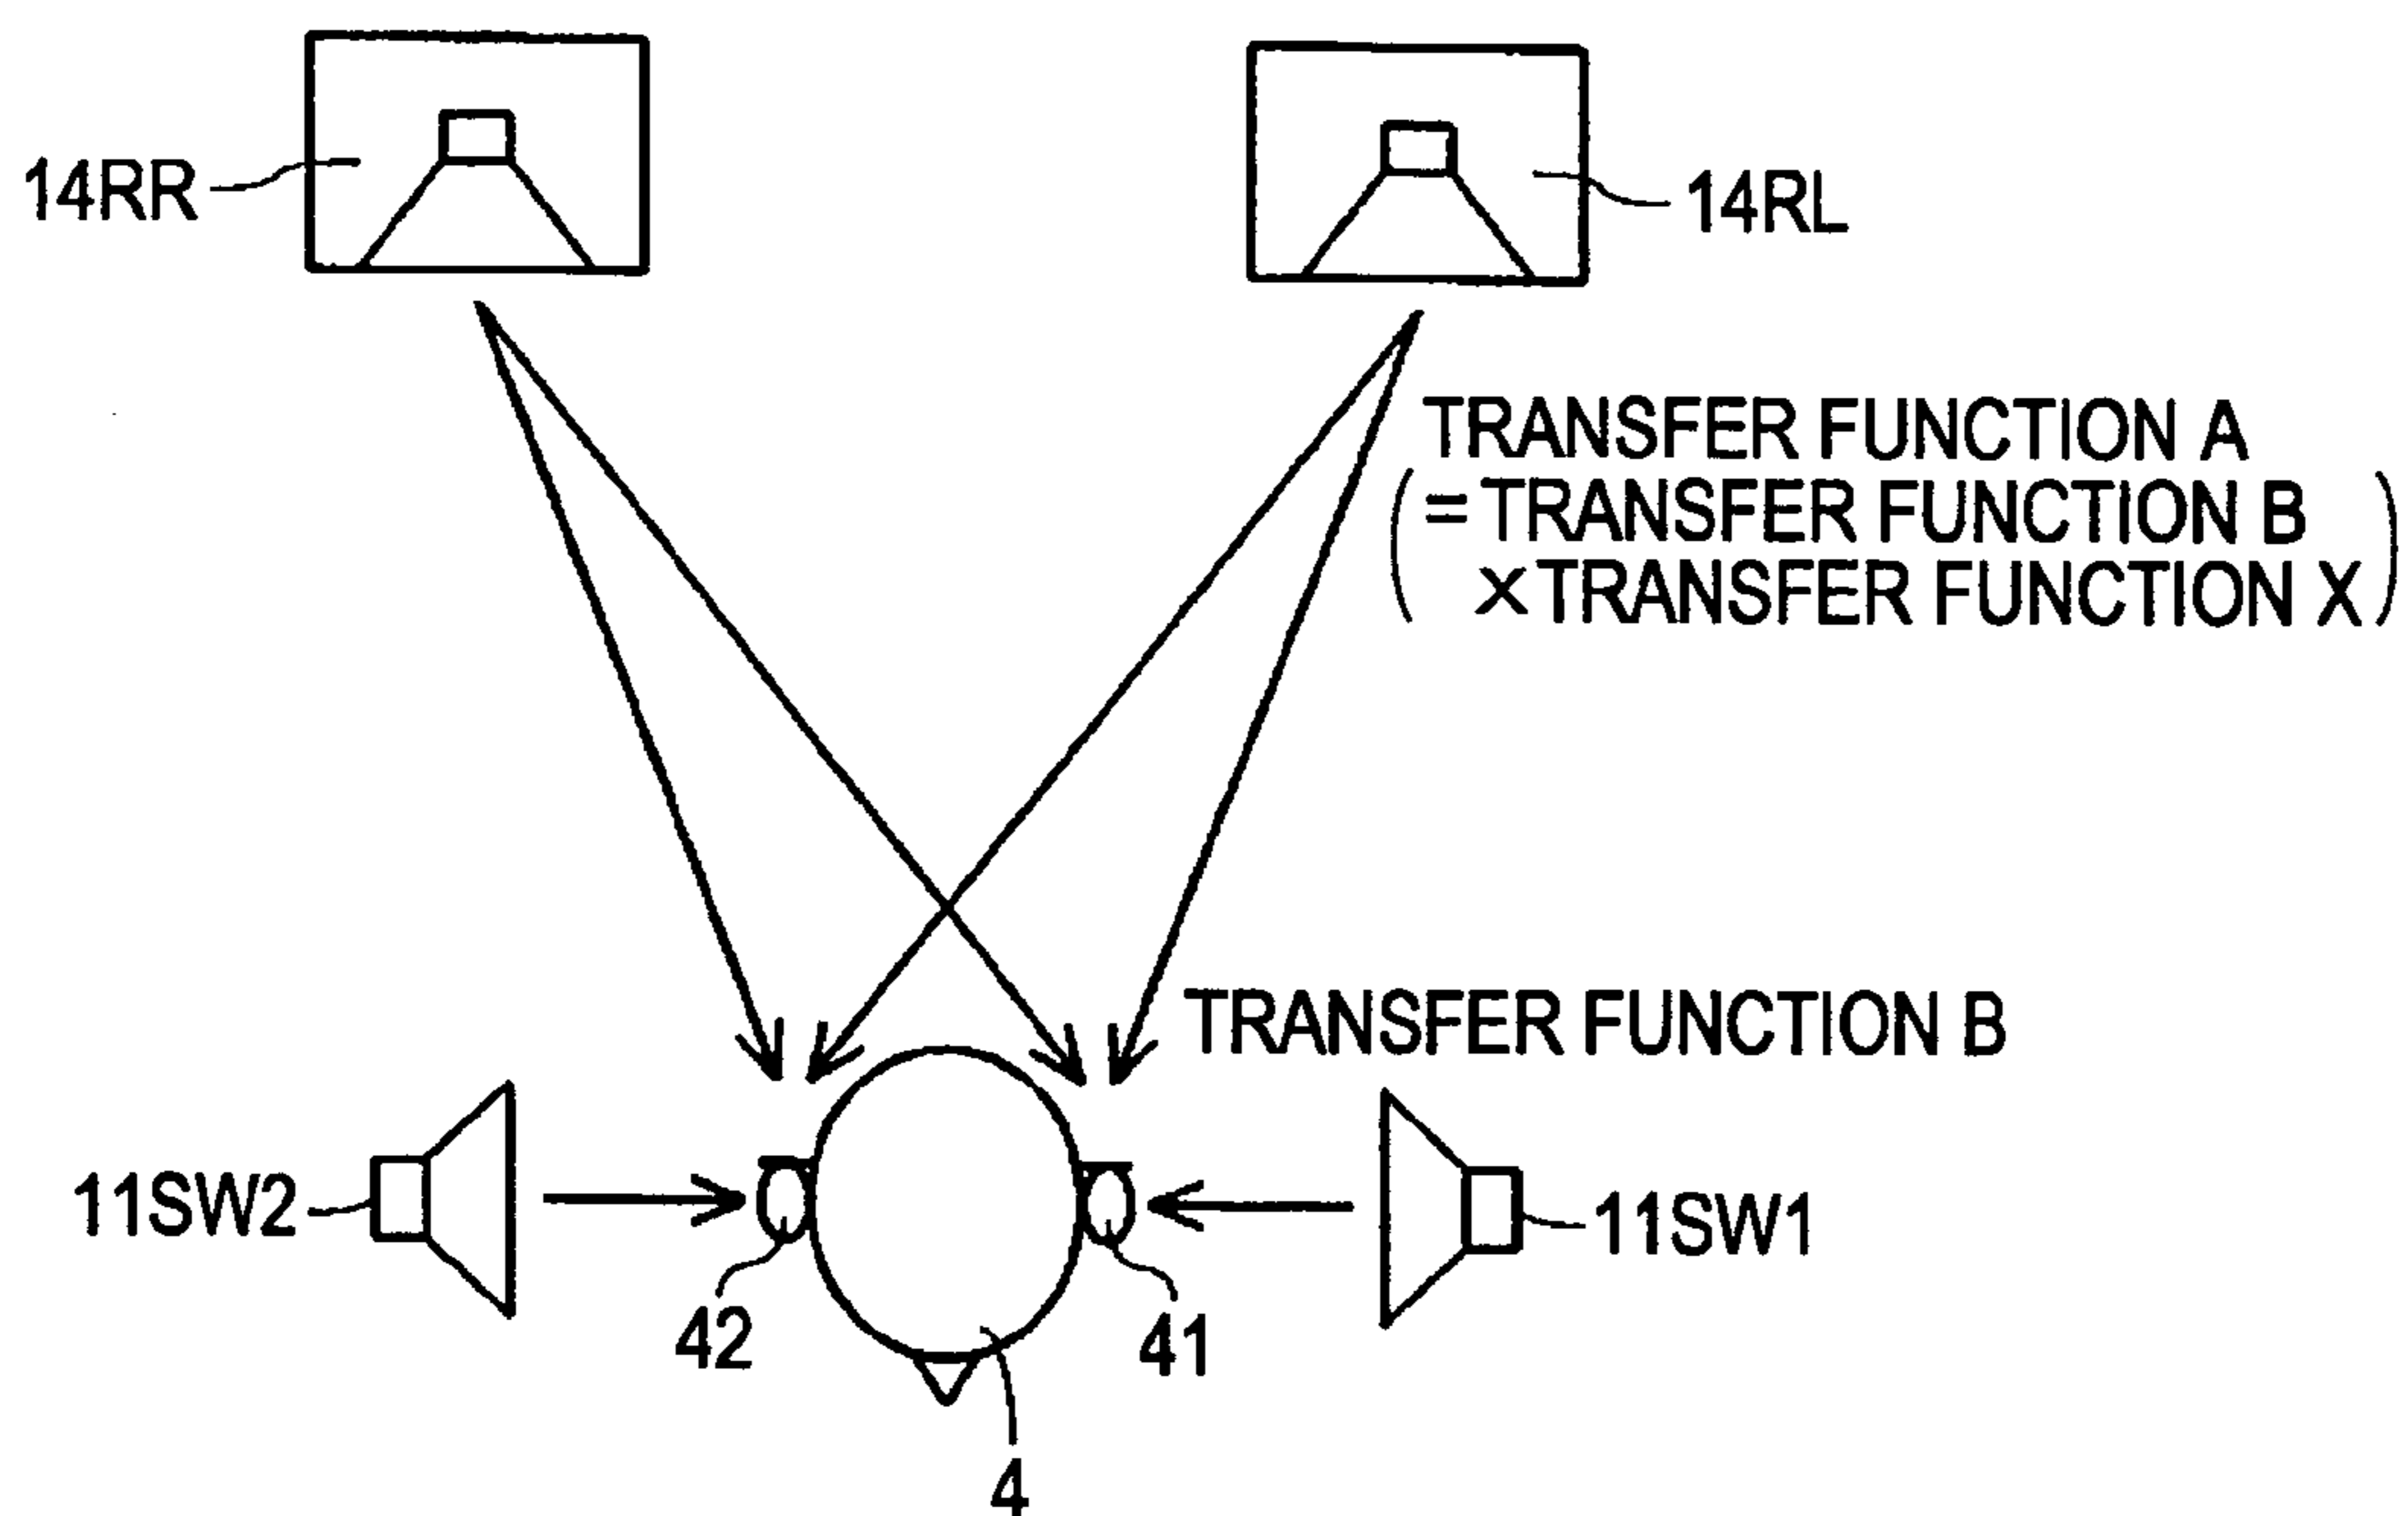 14RR
14RL
TRANSFER FUNCTION A
(=TRANSFER FUNCTION B
×TRANSFER FUNCTION X)
TRANSFER FUNCTION B
11SW2
11SW1
42
41
4